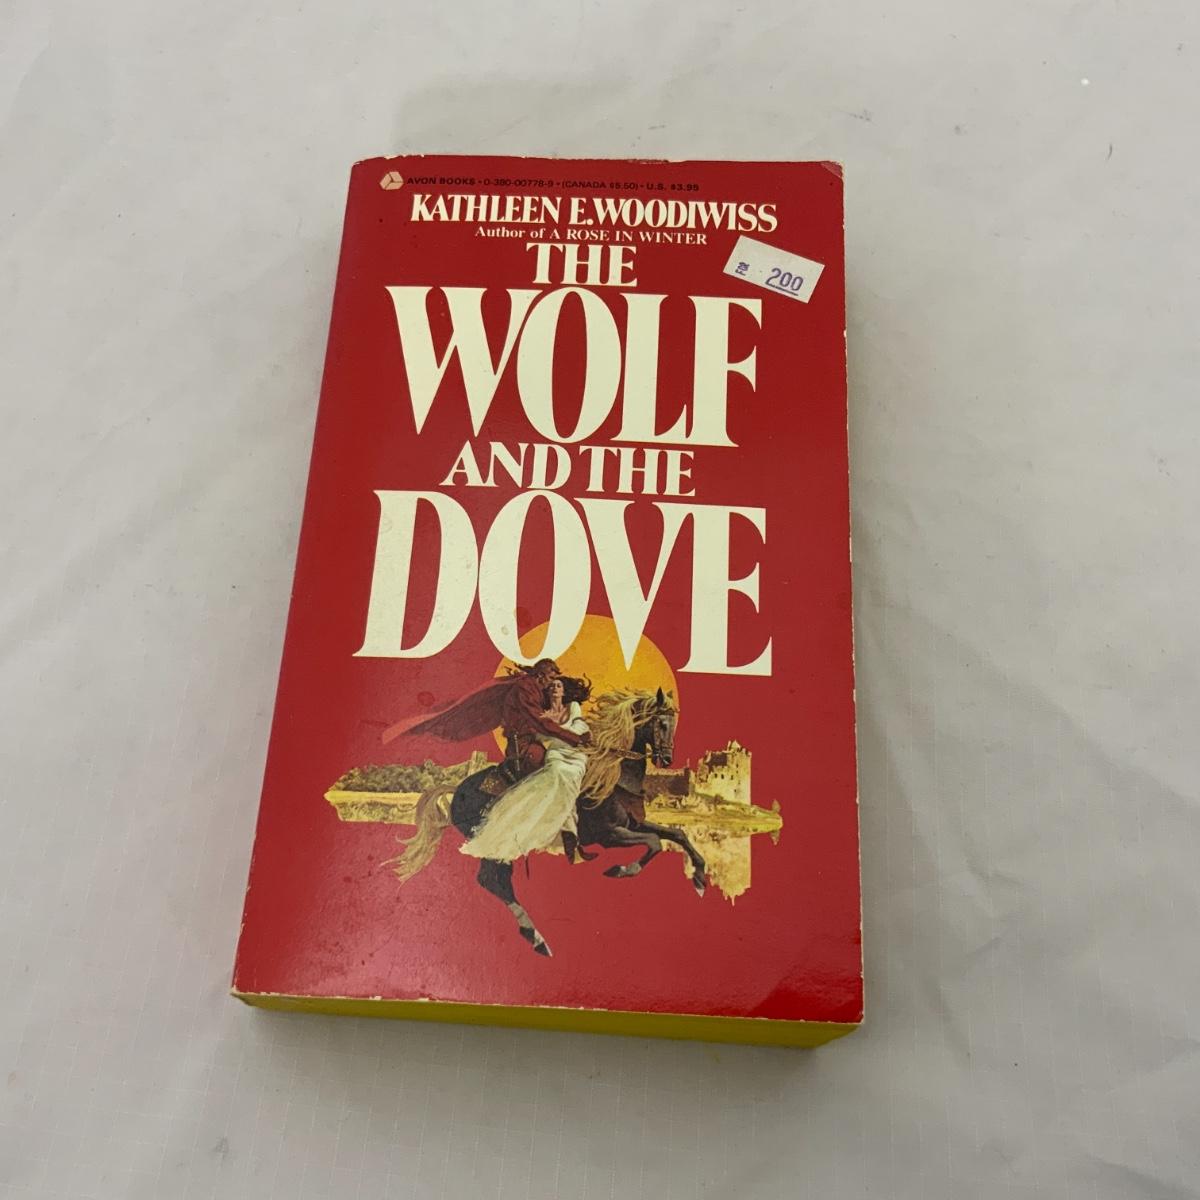 AVON BOOKS • 0-380-00778-9 • (CANADA $5.50) • U.S. $3.95
KATHLEEN E. WOODIWISS
Author of A ROSE IN WINTER
THE
WOLF
AND THE
DOVE
200